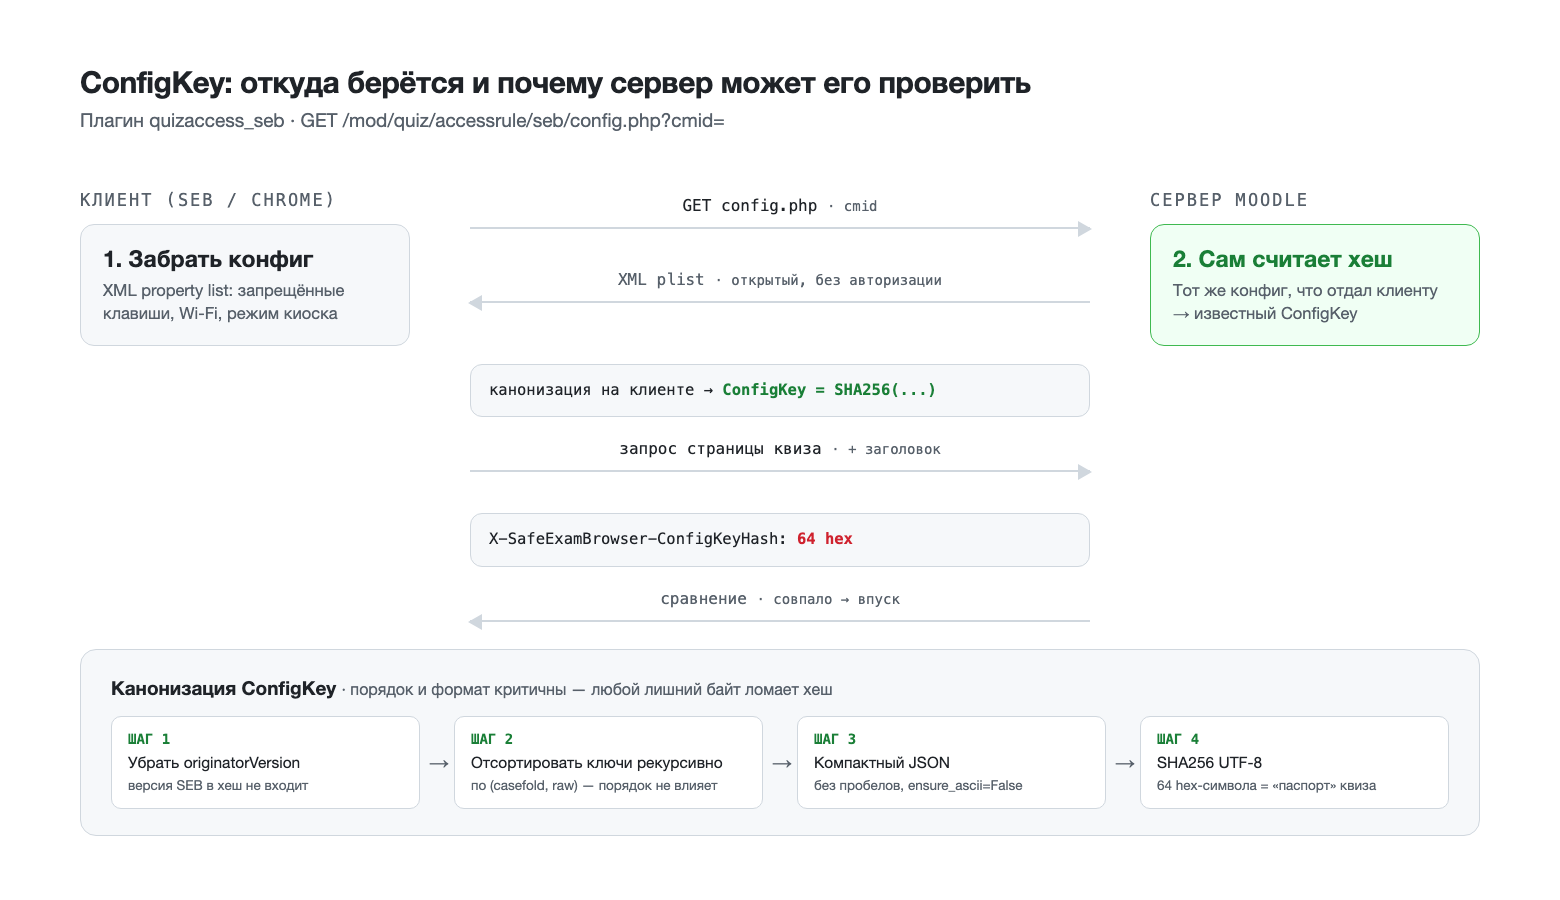 ConfigKey: откуда берётся и почему сервер может его проверить
Плагин quizaccess_seb · GET /mod/quiz/accessrule/seb/config.php?cmid=
КЛИЕНТ (SEB / CHROME)
1. Забрать конфиг
XML property list: запрещённые
клавиши, Wi-Fi, режим киоска
GET config.php · cmid
XML plist · открытый, без авторизации
СЕРВЕР MOODLE
2. Сам считает хеш
Тот же конфиг, что отдал клиенту
→ известный ConfigKey
канонизация на клиенте → ConfigKey = SHA256(...)
запрос страницы квиза · + заголовок
X-SafeExamBrowser-ConfigKeyHash: 64 hex
сравнение · совпало → впуск
Канонизация ConfigKey · порядок и формат критичны — любой лишний байт ломает хеш
ШАГ 1
Убрать originatorVersion
версия SEB в хеш не входит
→
ШАГ 2
Отсортировать ключи рекурсивно
по (casefold, raw) — порядок не влияет
→
ШАГ 3
Компактный JSON
без пробелов, ensure_ascii=False
→
ШАГ 4
SHA256 UTF-8
64 hex-символа = «паспорт» квиза